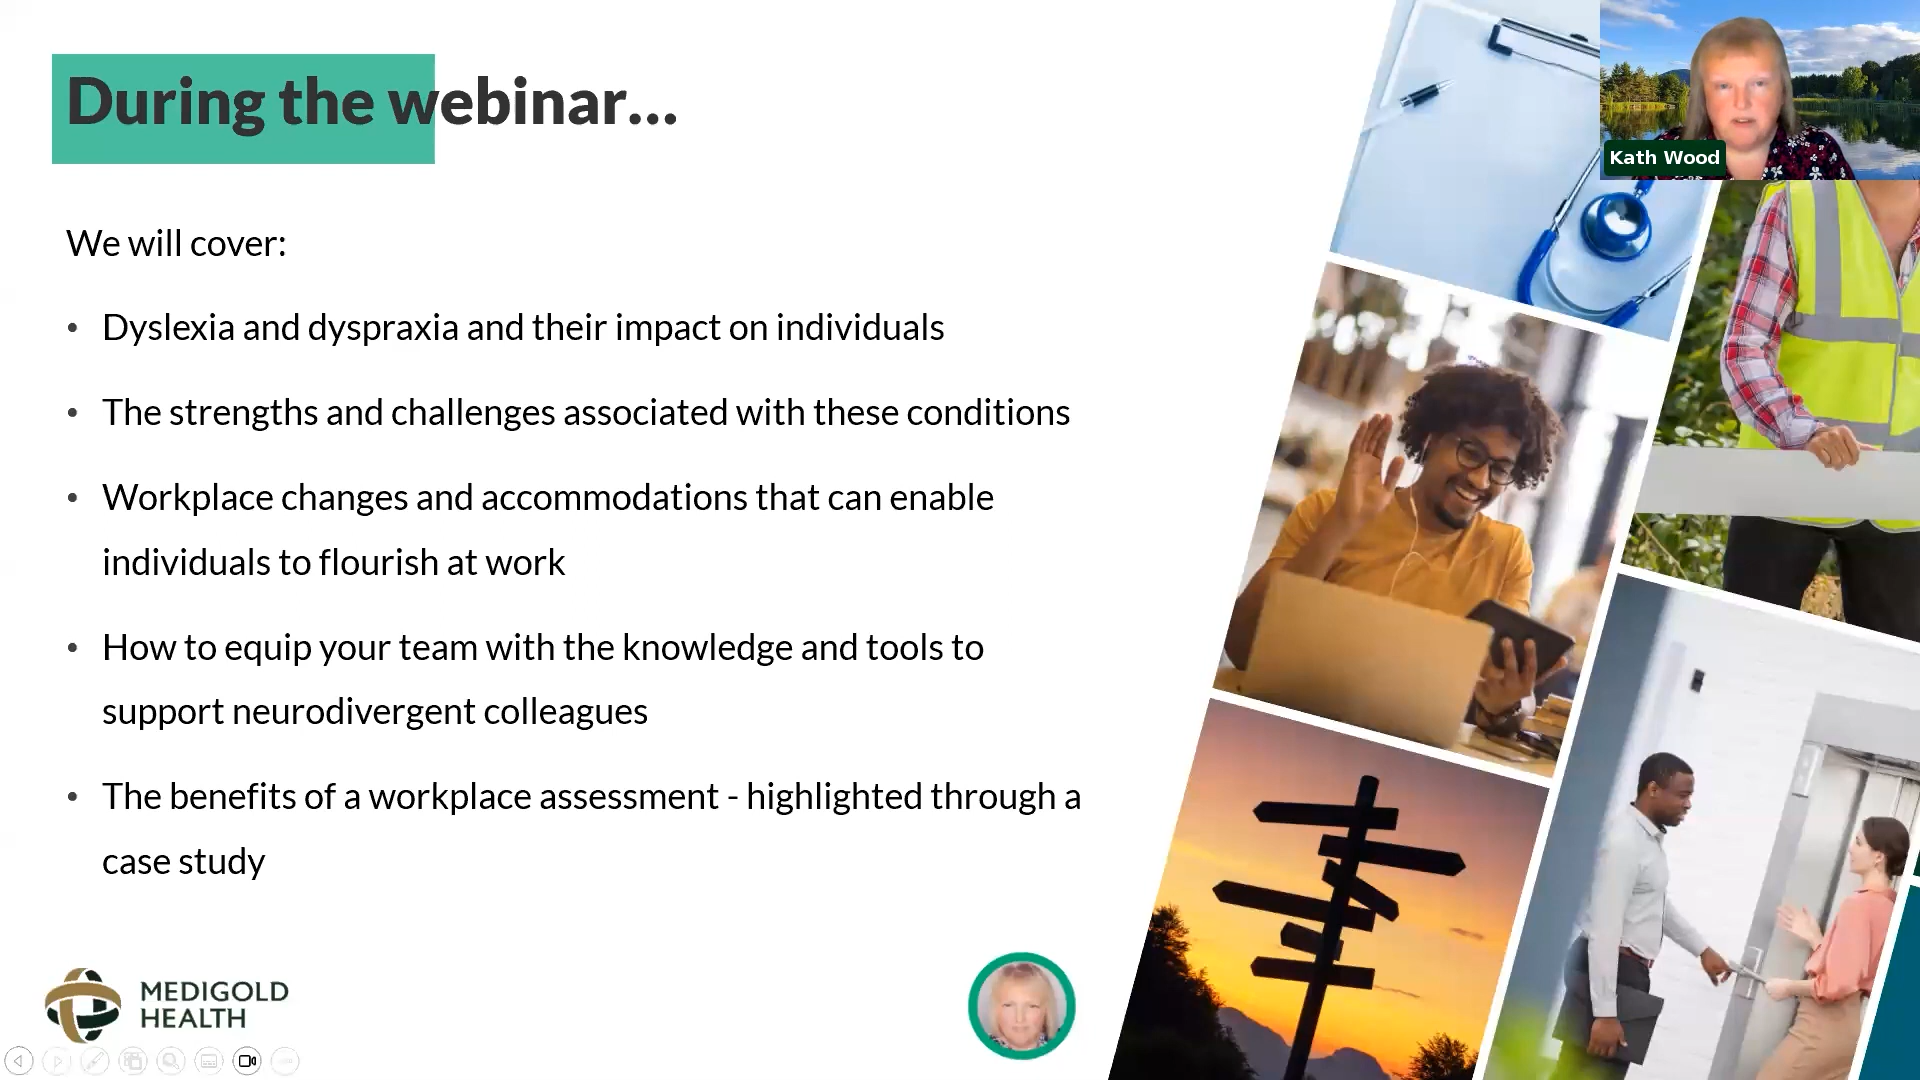 During the webinar...
Kath Wood
We will cover:
• Dyslexia and dyspraxia and their impact on individuals
• The strengths and challenges associated with these conditions
• Workplace changes and accommodations that can enable
individuals to flourish at work
• How to equip your team with the knowledge and tools to
support neurodivergent colleagues
• The benefits of a workplace assessment - highlighted through a
case study
MEDIGOLD
HEALTH